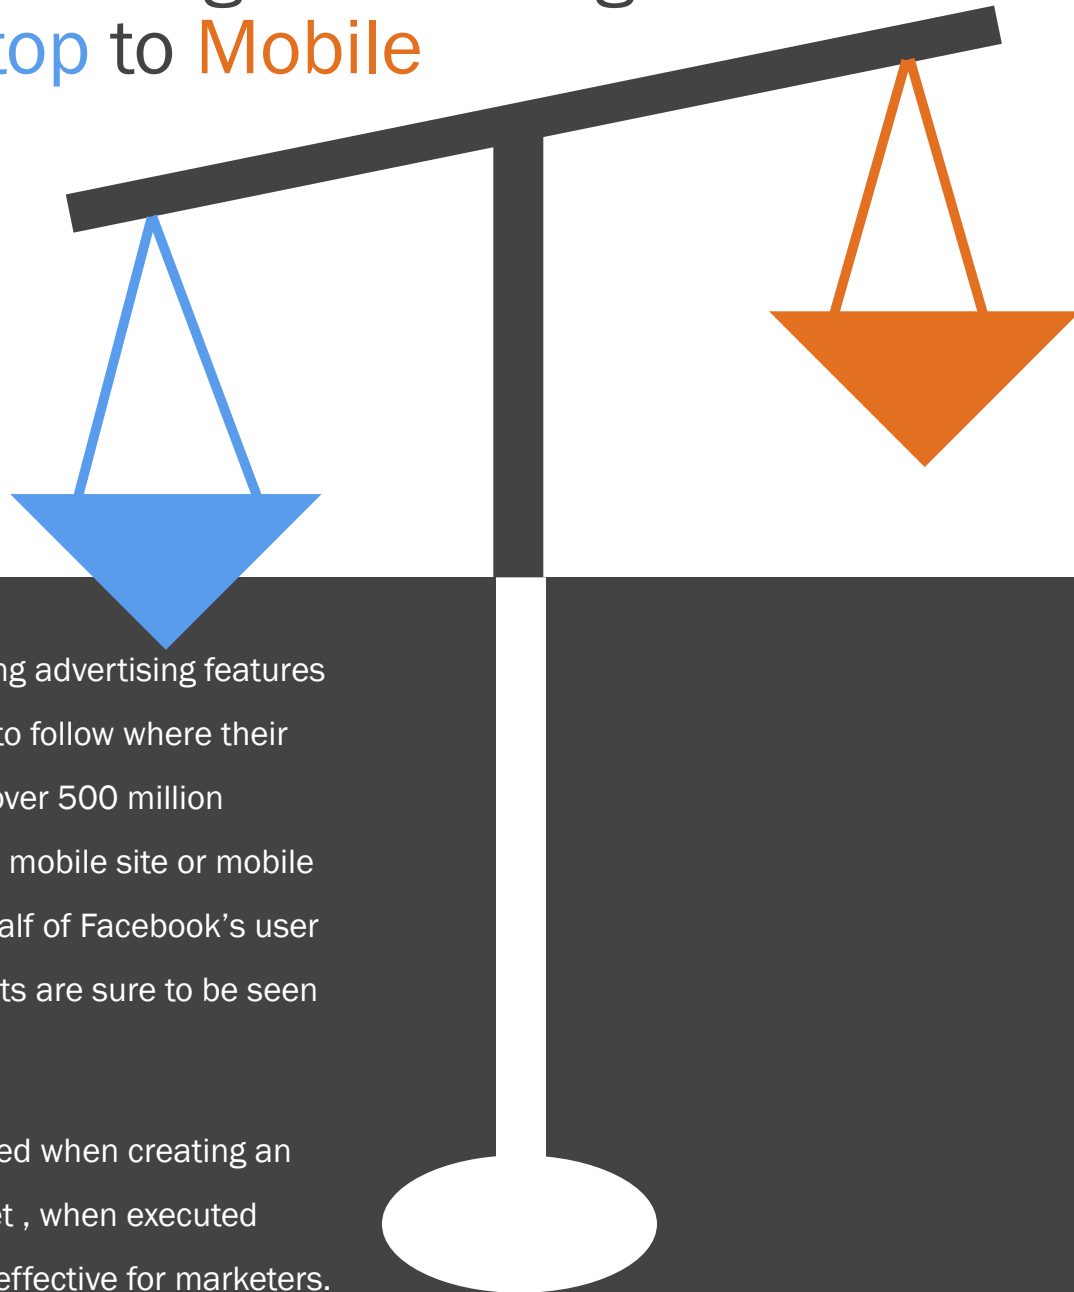 top to Mobile
ng advertising features
to follow where their
over 500 million
mobile site or mobile
alf of Facebook’s user
ts are sure to be seen
ed when creating an
et , when executed
effective for marketers.